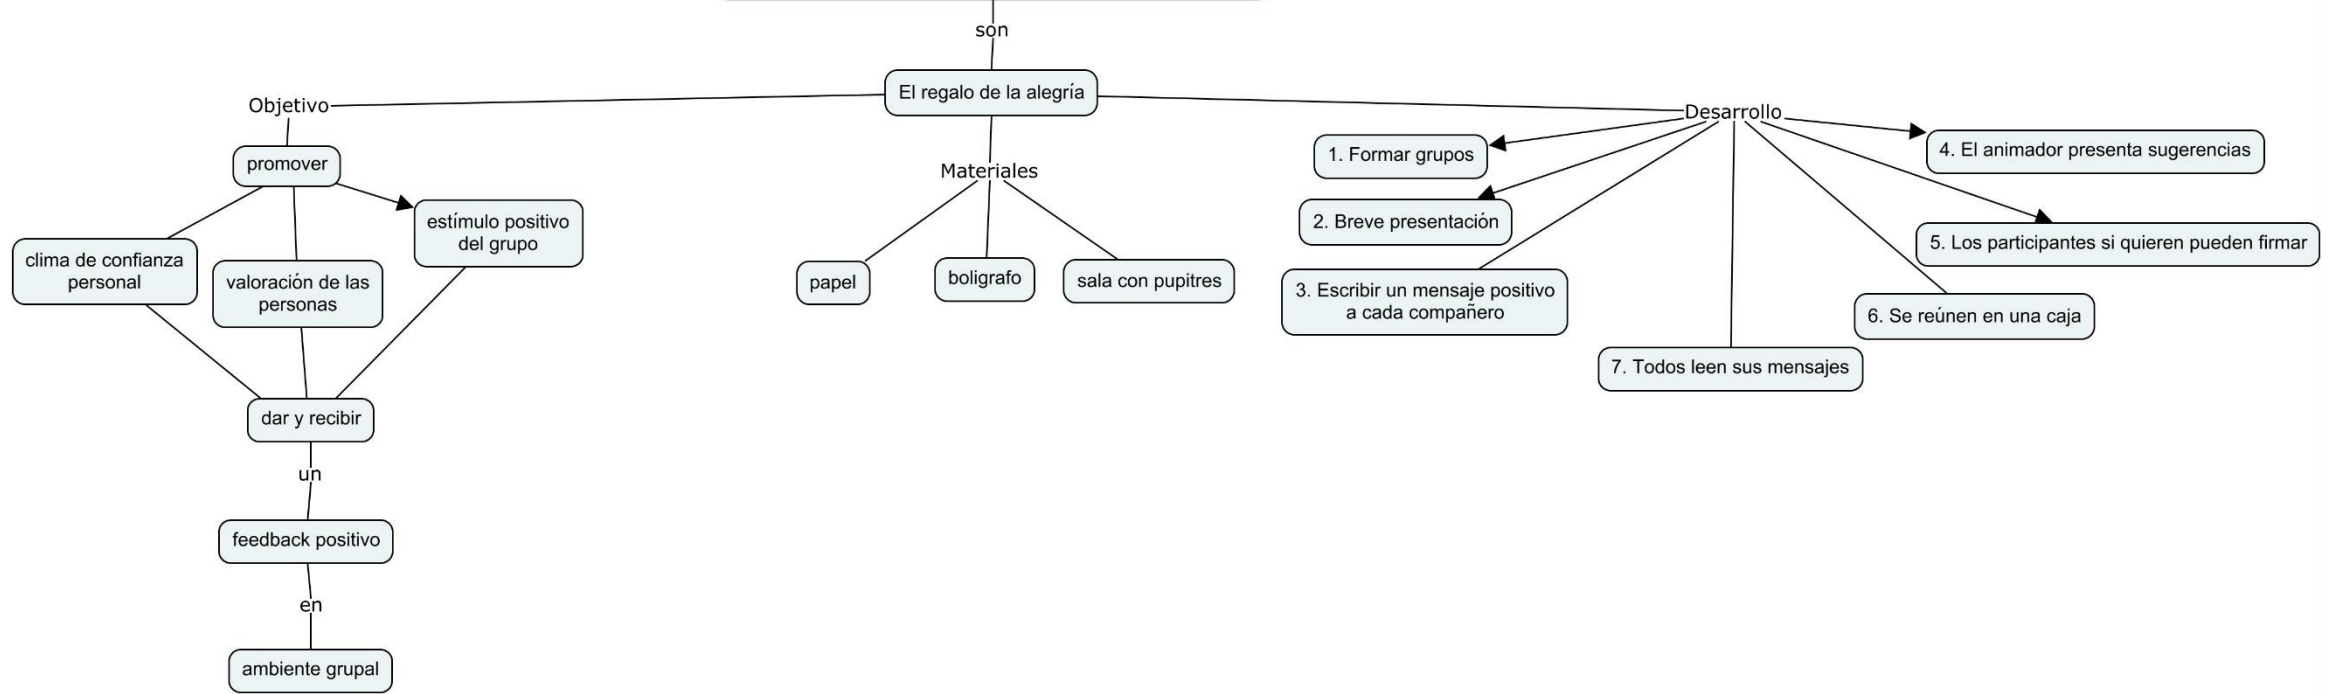 son
El regalo de la alegría
Objetivo
promover
clima de confianza
personal
valoración de las
personas
estímulo positivo
del grupo
dar y recibir
un
feedback positivo
en
ambiente grupal
Materiales
papel
boligrafo
sala con pupitres
Desarrollo
1. Formar grupos
2. Breve presentación
3. Escribir un mensaje positivo
a cada compañero
4. El animador presenta sugerencias
5. Los participantes si quieren pueden firmar
6. Se reúnen en una caja
7. Todos leen sus mensajes